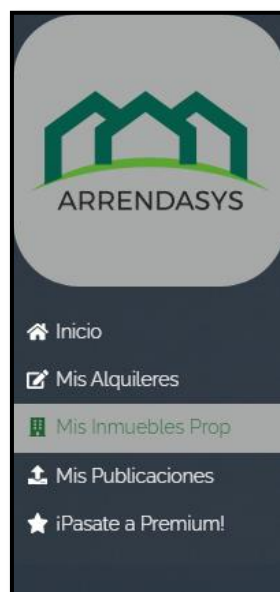 ARRENDASYS
Inicio
Mis Alquileres
Mis Inmuebles Prop
Mis Publicaciones
¡Pasate a Premium!